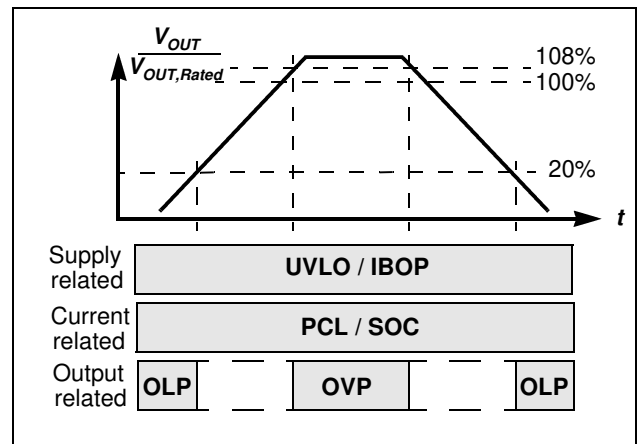 V_OUT
V_OUT,Rated
108%
100%
20%
t
Supply
related
UVLO / IBOP
Current
related
PCL / SOC
Output
related
OLP
OVP
OLP